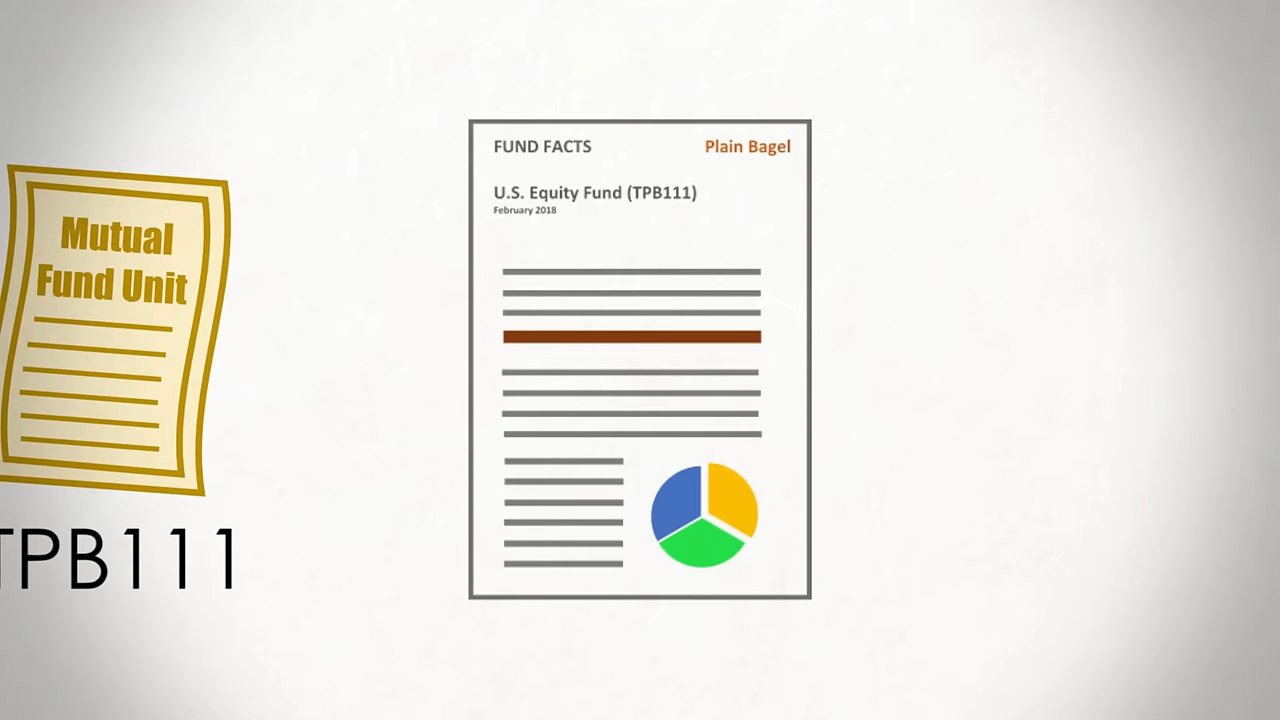 Mutual
Fund Unit
TPB111
FUND FACTS
Plain Bagel
U.S. Equity Fund (TPB111)
February 2018